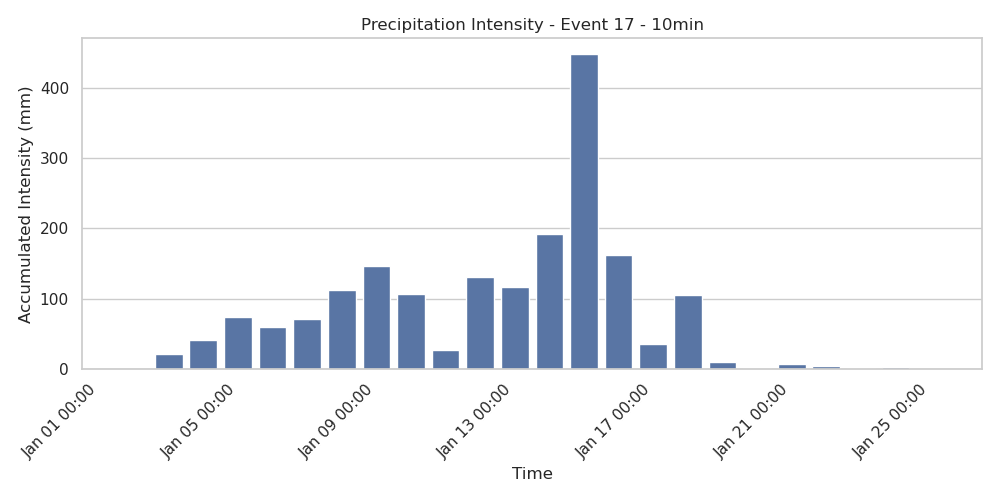 Precipitation Intensity - Event 17 - 10min
Accumulated Intensity (mm)
400
300
200
100
0
Jan 01 00:00
Jan 05 00:00
Jan 09 00:00
Jan 13 00:00
Jan 17 00:00
Jan 21 00:00
Jan 25 00:00
Time